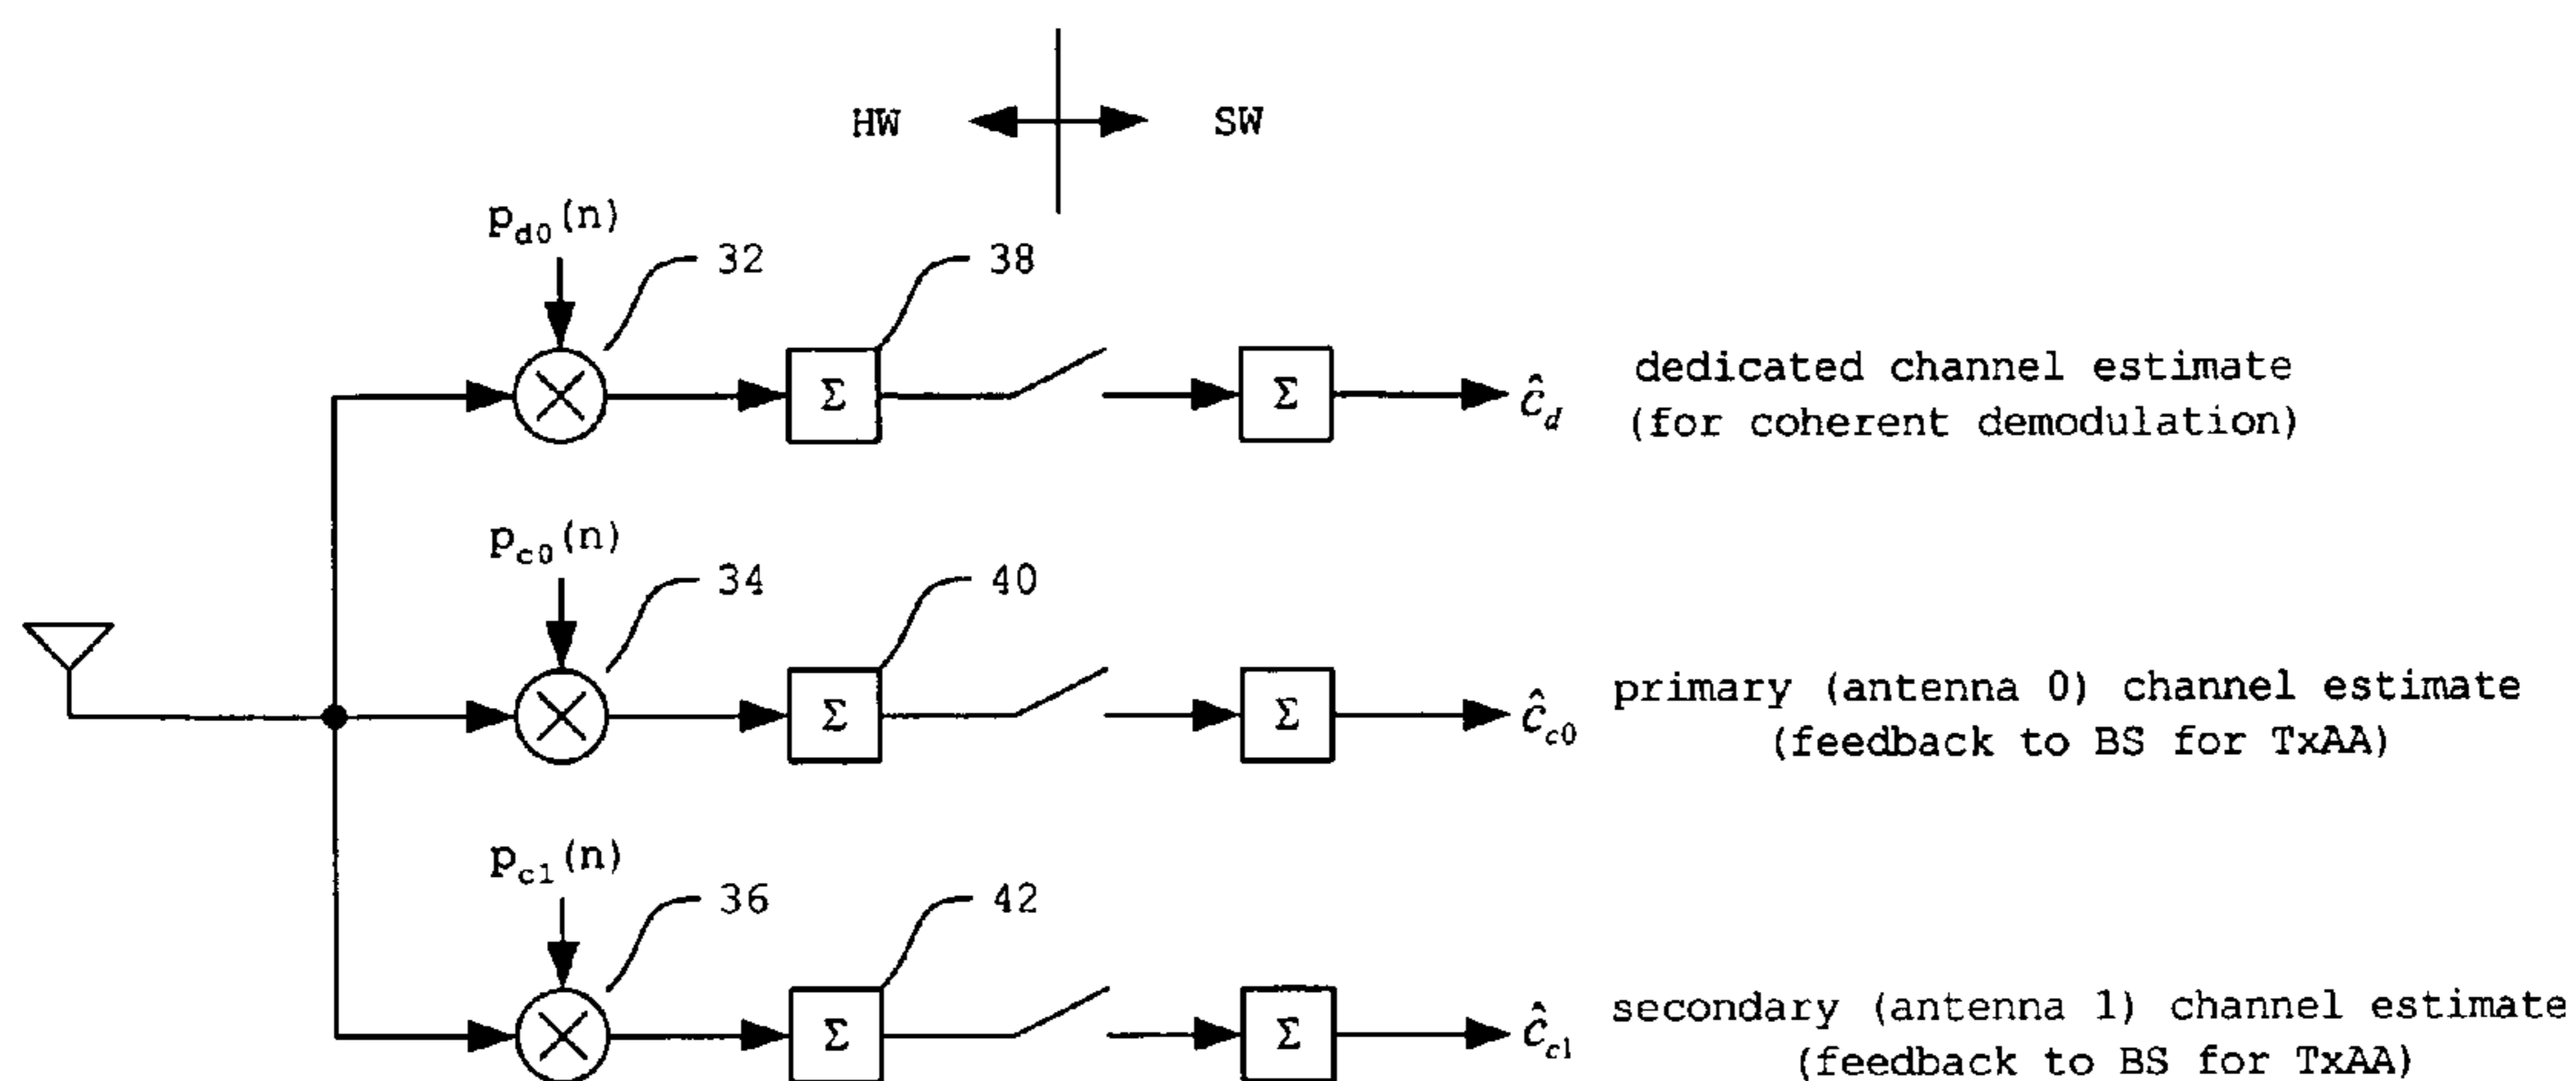 HW SW
p_d0(n)
32
38
Σ
Σ
ĉ_d
dedicated channel estimate
(for coherent demodulation)
p_c0(n)
34
40
Σ
Σ
ĉ_c0
primary (antenna 0) channel estimate
(feedback to BS for TxAA)
p_c1(n)
36
42
Σ
Σ
ĉ_c1
secondary (antenna 1) channel estimate
(feedback to BS for TxAA)